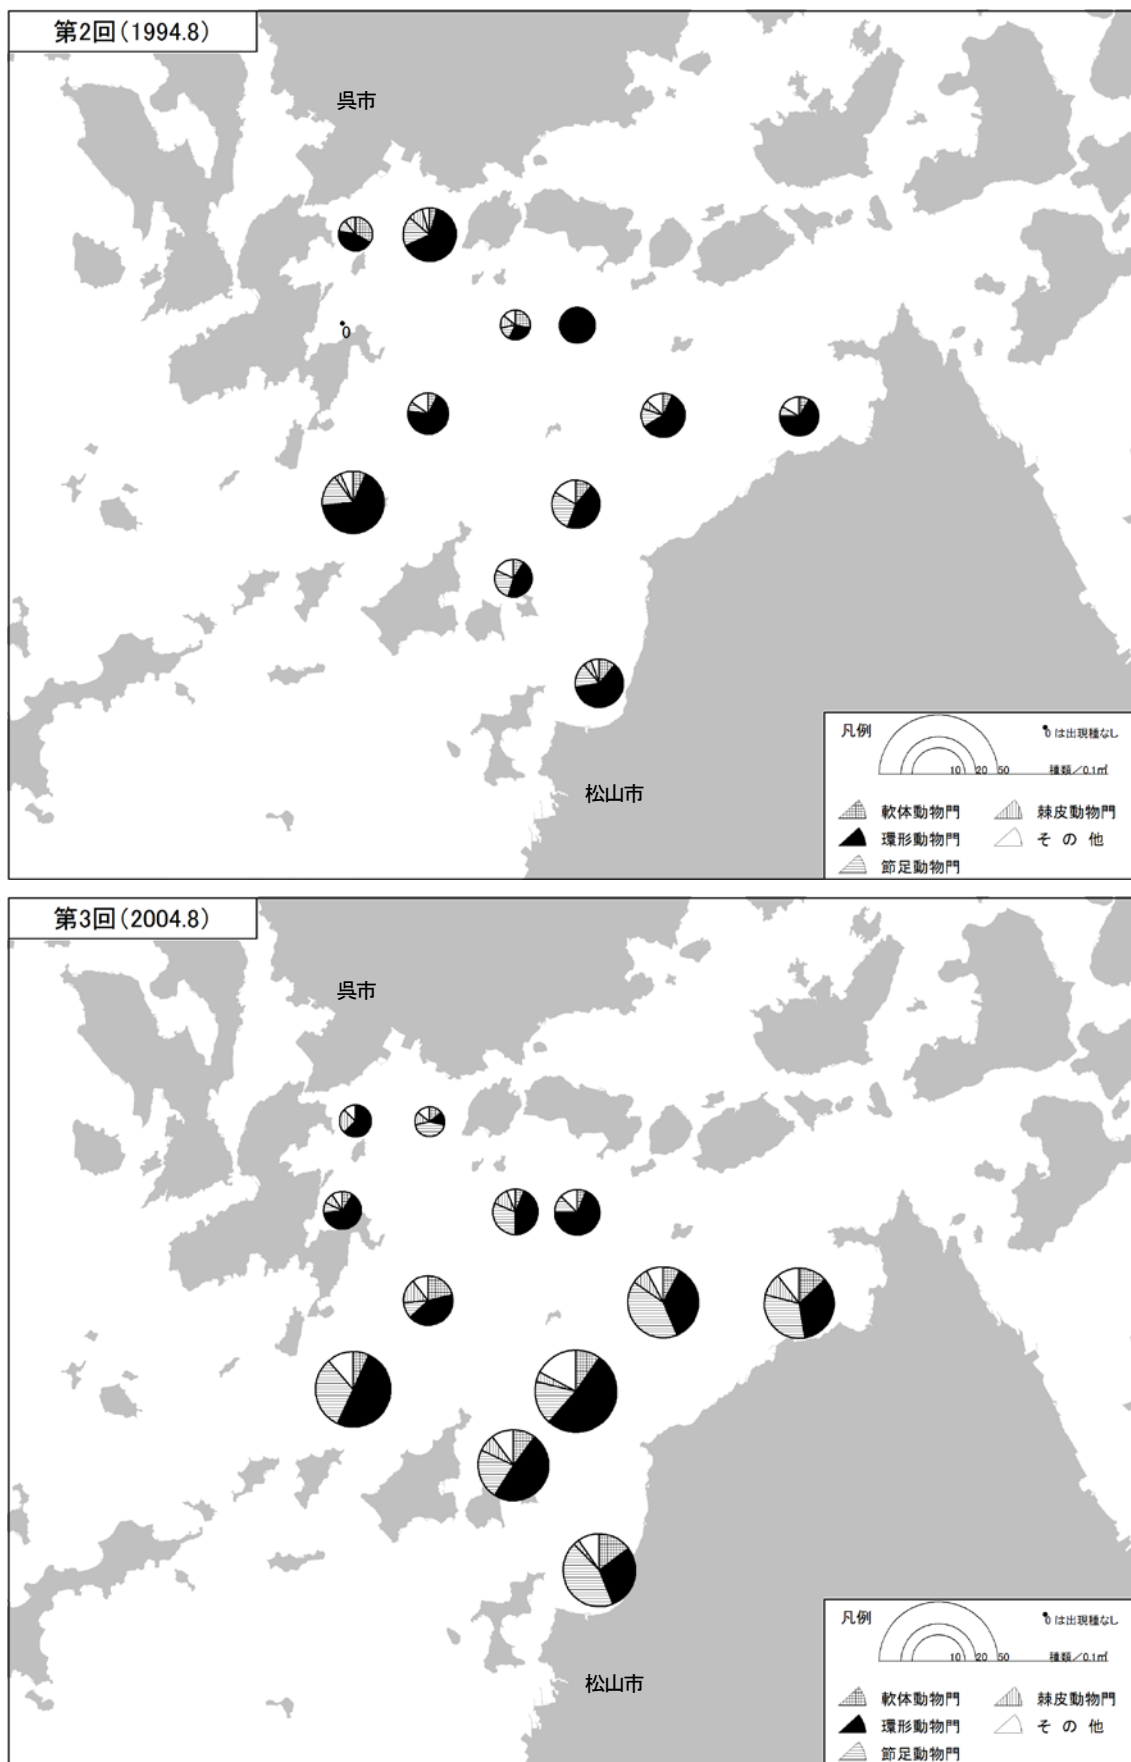 第2回(1994.8)
呉市
0
松山市
凡例
0は出現種なし
10 20 50 種類/0.1㎡
軟体動物門 棘皮動物門
環形動物門 その他
節足動物門
第3回(2004.8)
呉市
松山市
凡例
0は出現種なし
10 20 50 種類/0.1㎡
軟体動物門 棘皮動物門
環形動物門 その他
節足動物門